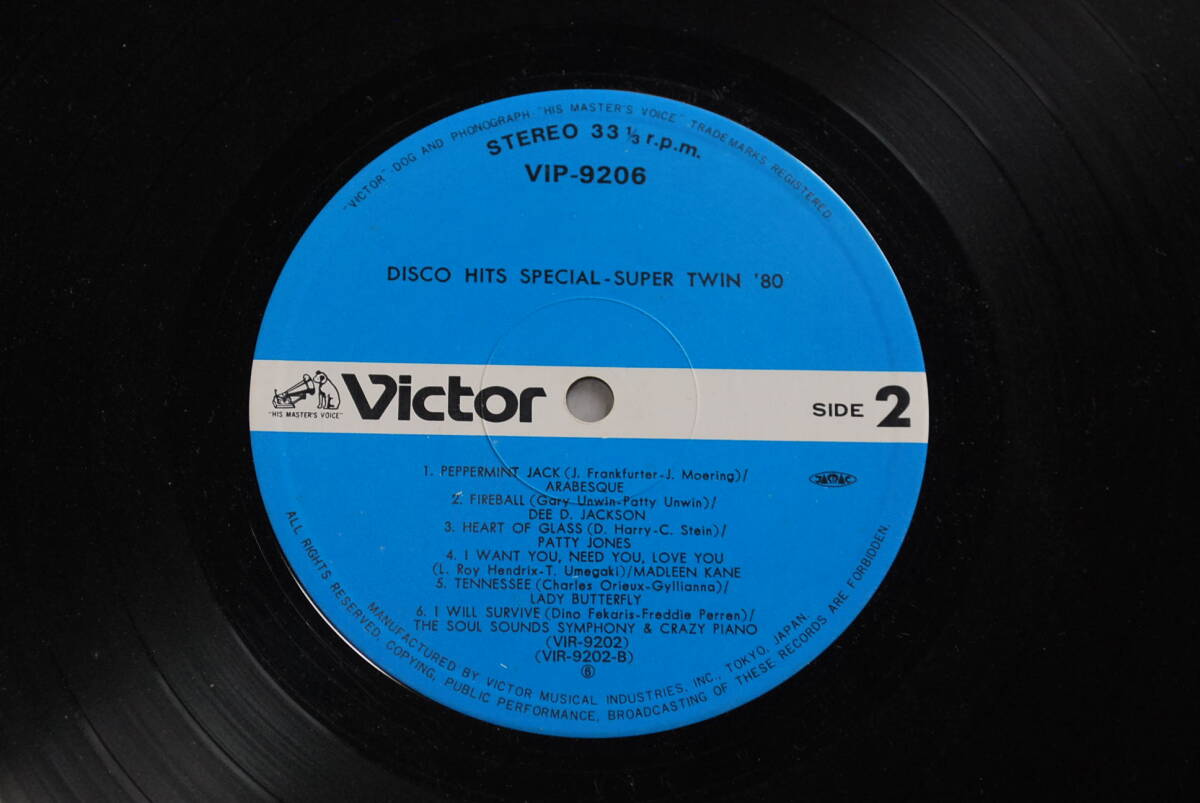 "VICTOR" DOG AND PHONOGRAPH "HIS MASTER'S VOICE" TRADEMARKS REGISTERED.
STEREO 33 1/3 r.p.m.
VIP-9206
DISCO HITS SPECIAL-SUPER TWIN '80
"HIS MASTER'S VOICE"
Victor
SIDE 2
1. PEPPERMINT JACK (J. Frankfurter-J. Moering)/
ARABESQUE
2. FIREBALL (Gary Unwin-Patty Unwin)/
DEE D. JACKSON
3. HEART OF GLASS (D. Harry-C. Stein)/
PATTY JONES
4. I WANT YOU, NEED YOU, LOVE YOU
(L. Roy Hendrix-T. Umegaki)/MADLEEN KANE
5. TENNESSEE (Charles Orieux-Gyllianna)/
LADY BUTTERFLY
6. I WILL SURVIVE (Dino Fekaris-Freddie Perren)/
THE SOUL SOUNDS SYMPHONY & CRAZY PIANO
(VIR-9202)
(VIR-9202-B)
⑥
JASRAC
MANUFACTURED BY VICTOR MUSICAL INDUSTRIES, INC., TOKYO, JAPAN.
ALL RIGHTS RESERVED. COPYING, PUBLIC PERFORMANCE, BROADCASTING OF THESE RECORDS ARE FORBIDDEN.